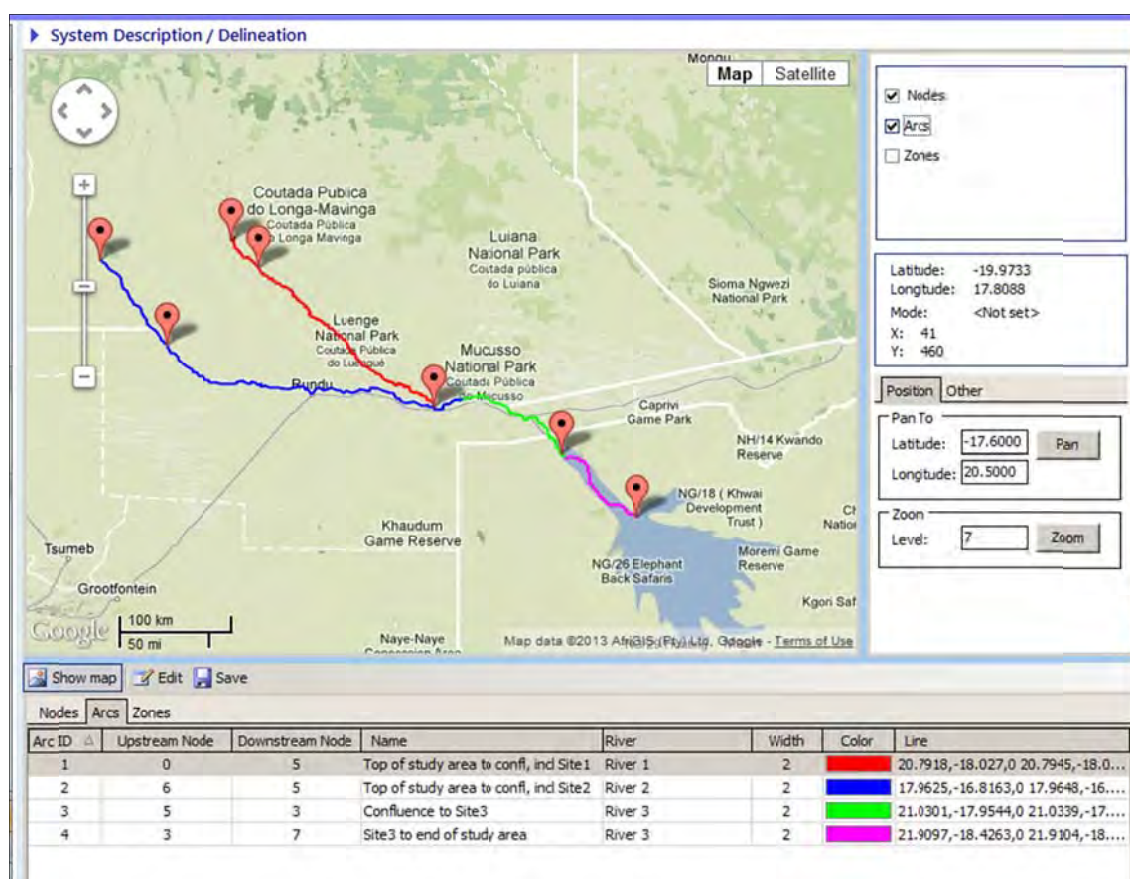 System Description / Delineation
Mongu
Map Satellite
Coutada Pubica
do Longa-Mavinga
Coutada Pública
Longa Mavinga
Luiana
Naional Park
Coutada pública
do Luiana
Sioma Ngwezi
National Park
Luenge
National Park
Coutada Pública
do Luengué
Mucusso
National Park
Coutada Pública
do Mucusso
Rundu
Caprivi
Game Park
NH/14 Kwando
Reserve
NG/18 ( Khwai
Development
Trust )
Khaudum
Game Reserve
Tsumeb
NG/26 Elephant
Back Safaris
Moremi Game
Reserve
Grootfontein
Kgori Saf
Google
100 km
50 mi
Naye-Naye
Map data ©2013 AfriGIS (Pty) Ltd, Google - Terms of Use
Nodes
Arcs
Zones
Latitude: -19.9733
Longtude: 17.8088
Mode: <Not set>
X: 41
Y: 460
Position Other
Pan To
Latitude: -17.6000 Pan
Longtude: 20.5000
Zoon
Level: 7 Zoom
Show map Edit Save
Nodes Arcs Zones
Arc ID Upstream Node Downstream Node Name River Width Color Lire
1 0 5 Top of study area to confl, incl Site1 River 1 2 20.7918,-18.027,0 20.7945,-18.0...
2 6 5 Top of study area to confl, incl Site2 River 2 2 17.9625,-16.8163,0 17.9648,-16....
3 5 3 Confluence to Site3 River 3 2 21.0301,-17.9544,0 21.0339,-17....
4 3 7 Site3 to end of study area River 3 2 21.9097,-18.4263,0 21.9104,-18....